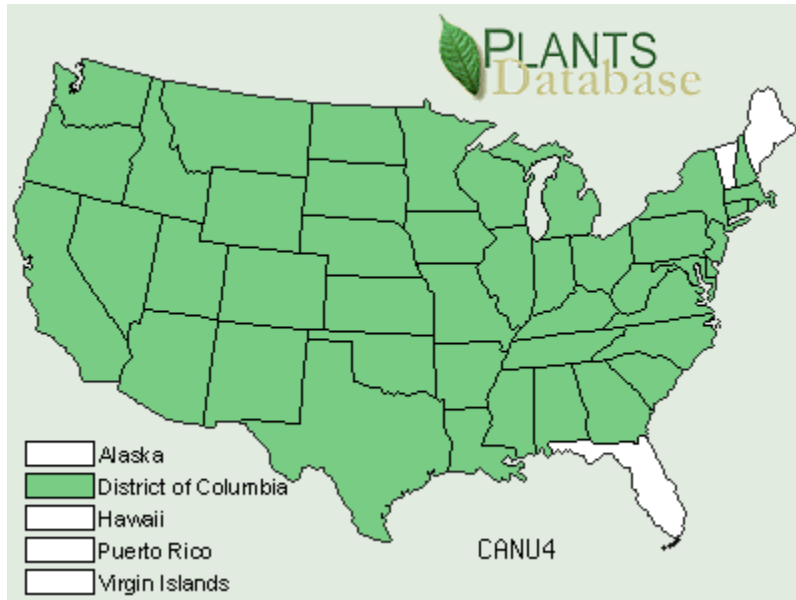 PLANTS
Database
Alaska
District of Columbia
Hawaii
Puerto Rico
Virgin Islands
CANU4